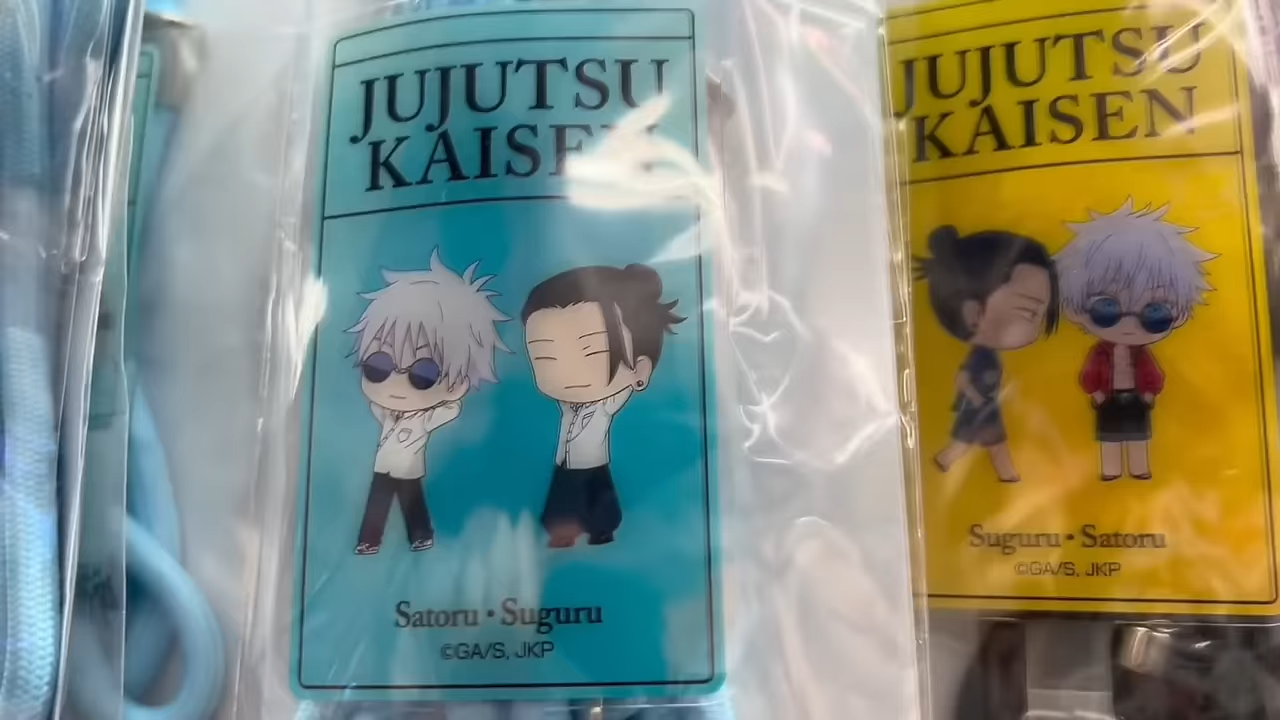 JUJUTSU
KAISEN
Satoru・Suguru
©GA/S, JKP
JUJUTSU
KAISEN
Suguru・Satoru
©GA/S, JKP